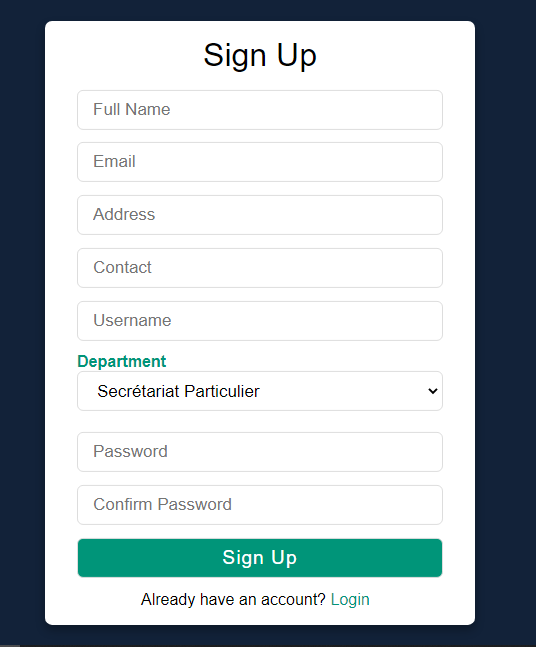 Sign Up
Full Name
Email
Address
Contact
Username
Department
Secrétariat Particulier
Password
Confirm Password
Sign Up
Already have an account? Login